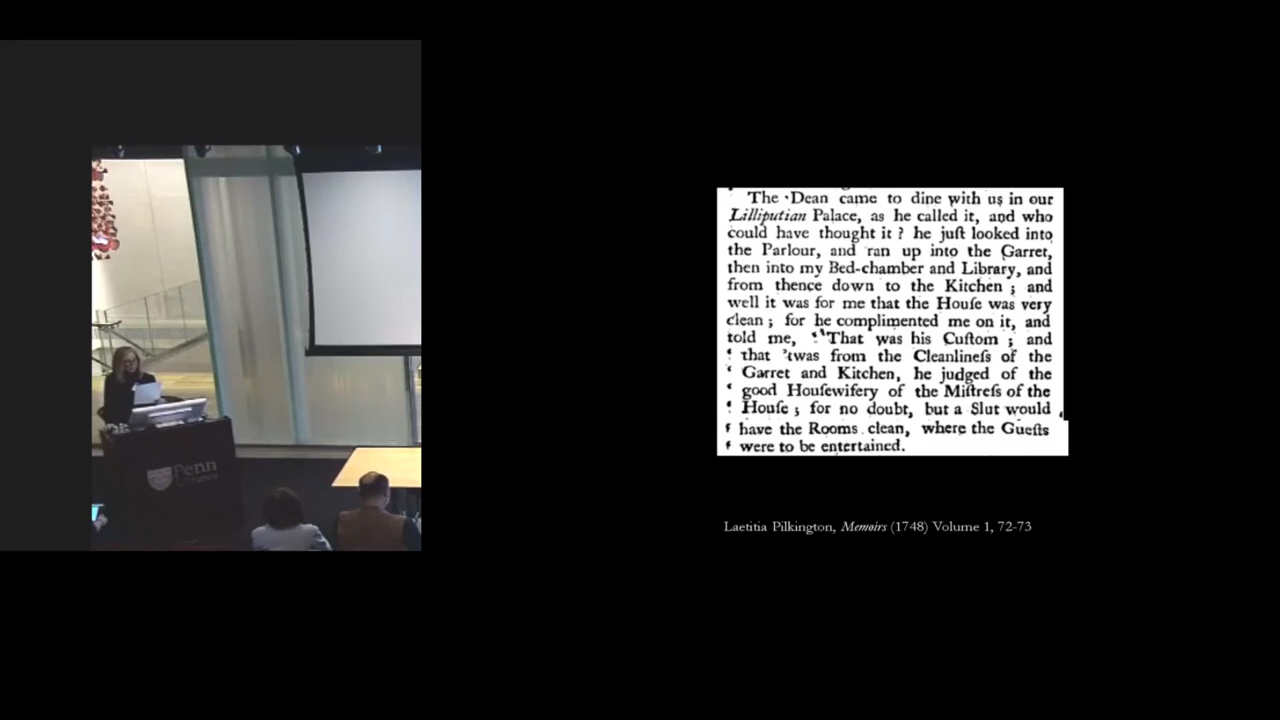 Penn
Libraries
The Dean came to dine with us in our
Lilliputian Palace, as he called it, and who
could have thought it ? he juſt looked into
the Parlour, and ran up into the Garret,
then into my Bed-chamber and Library, and
from thence down to the Kitchen ; and
well it was for me that the Houſe was very
clean ; for he complimented me on it, and
told me, ‘‘That was his Cuſtom ; and
‘ that ’twas from the Cleanlineſs of the
‘ Garret and Kitchen, he judged of the
‘ good Houſewifery of the Miſtreſs of the
‘ Houſe ; for no doubt, but a Slut would
‘ have the Rooms clean, where the Gueſts
‘ were to be entertained.
Laetitia Pilkington, Memoirs (1748) Volume 1, 72-73